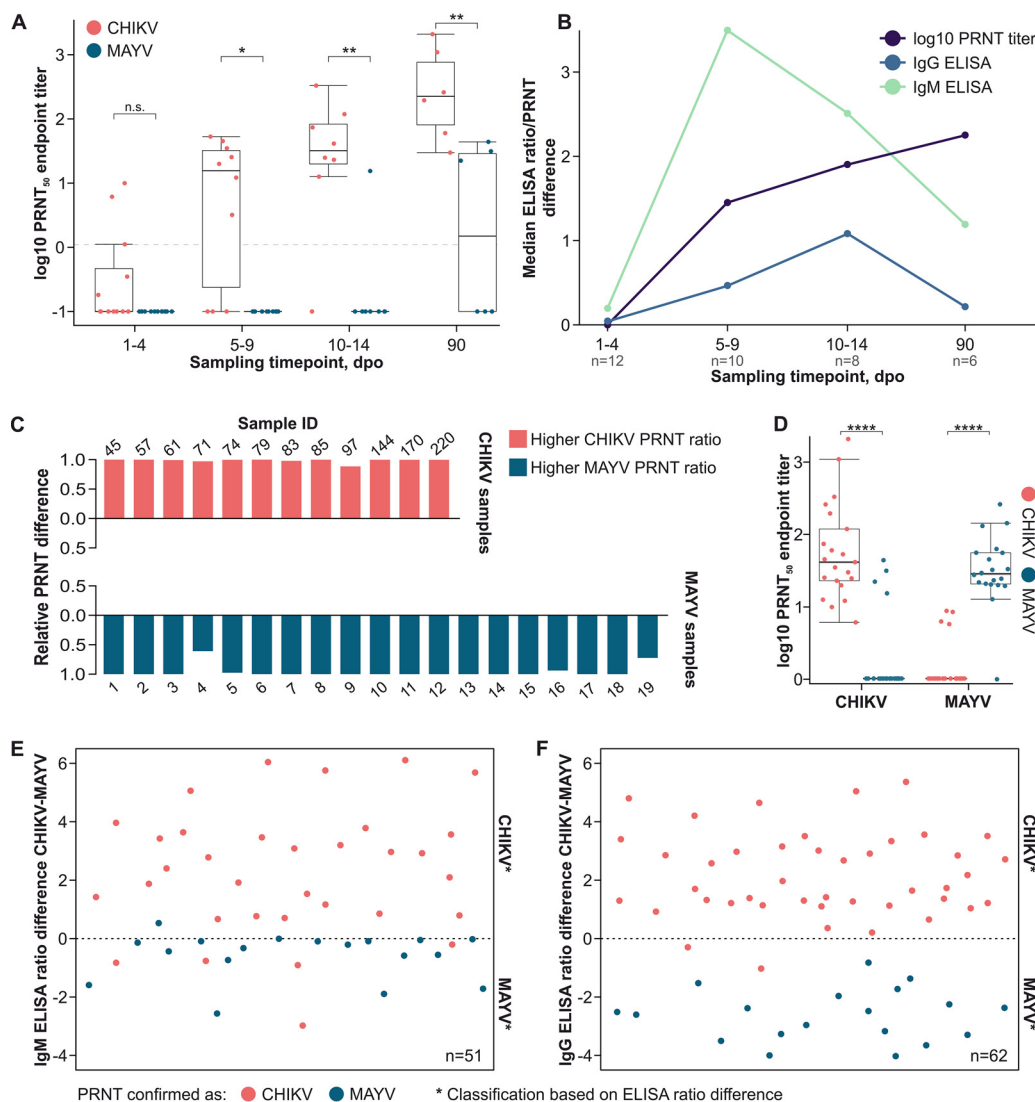 A
CHIKV
MAYV
n.s.
*
**
**
3
2
1
0
-1
log10 PRNT50 endpoint titer
1-4
5-9
10-14
90
Sampling timepoint, dpo
B
log10 PRNT titer
IgG ELISA
IgM ELISA
3
2
1
0
Median ELISA ratio/PRNT
difference
1-4
5-9
10-14
90
n=12
n=10
n=8
n=6
Sampling timepoint, dpo
C
Sample ID
45 57 61 71 74 79 83 85 97 144 170 220
1.0
0.5
0.0
0.5
CHIKV samples
Higher CHIKV PRNT ratio
Higher MAYV PRNT ratio
Relative PRNT difference
0.0
0.5
1.0
MAYV samples
1 2 3 4 5 6 7 8 9 10 11 12 13 14 15 16 17 18 19
D
****
****
3
2
1
0
log10 PRNT50 endpoint titer
CHIKV
MAYV
CHIKV
MAYV
E
6
4
2
0
-2
-4
IgM ELISA ratio difference CHIKV-MAYV
CHIKV*
MAYV*
n=51
F
6
4
2
0
-2
-4
IgG ELISA ratio difference CHIKV-MAYV
CHIKV*
MAYV*
n=62
PRNT confirmed as: CHIKV MAYV * Classification based on ELISA ratio difference